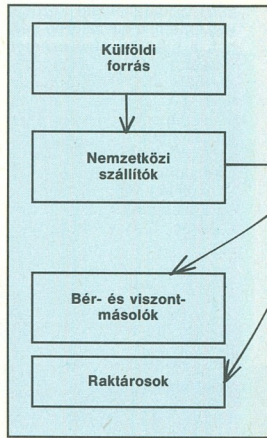 Külföldi
forrás
Nemzetközi
szállítók
Bér- és viszont-
másolók
Raktárosok